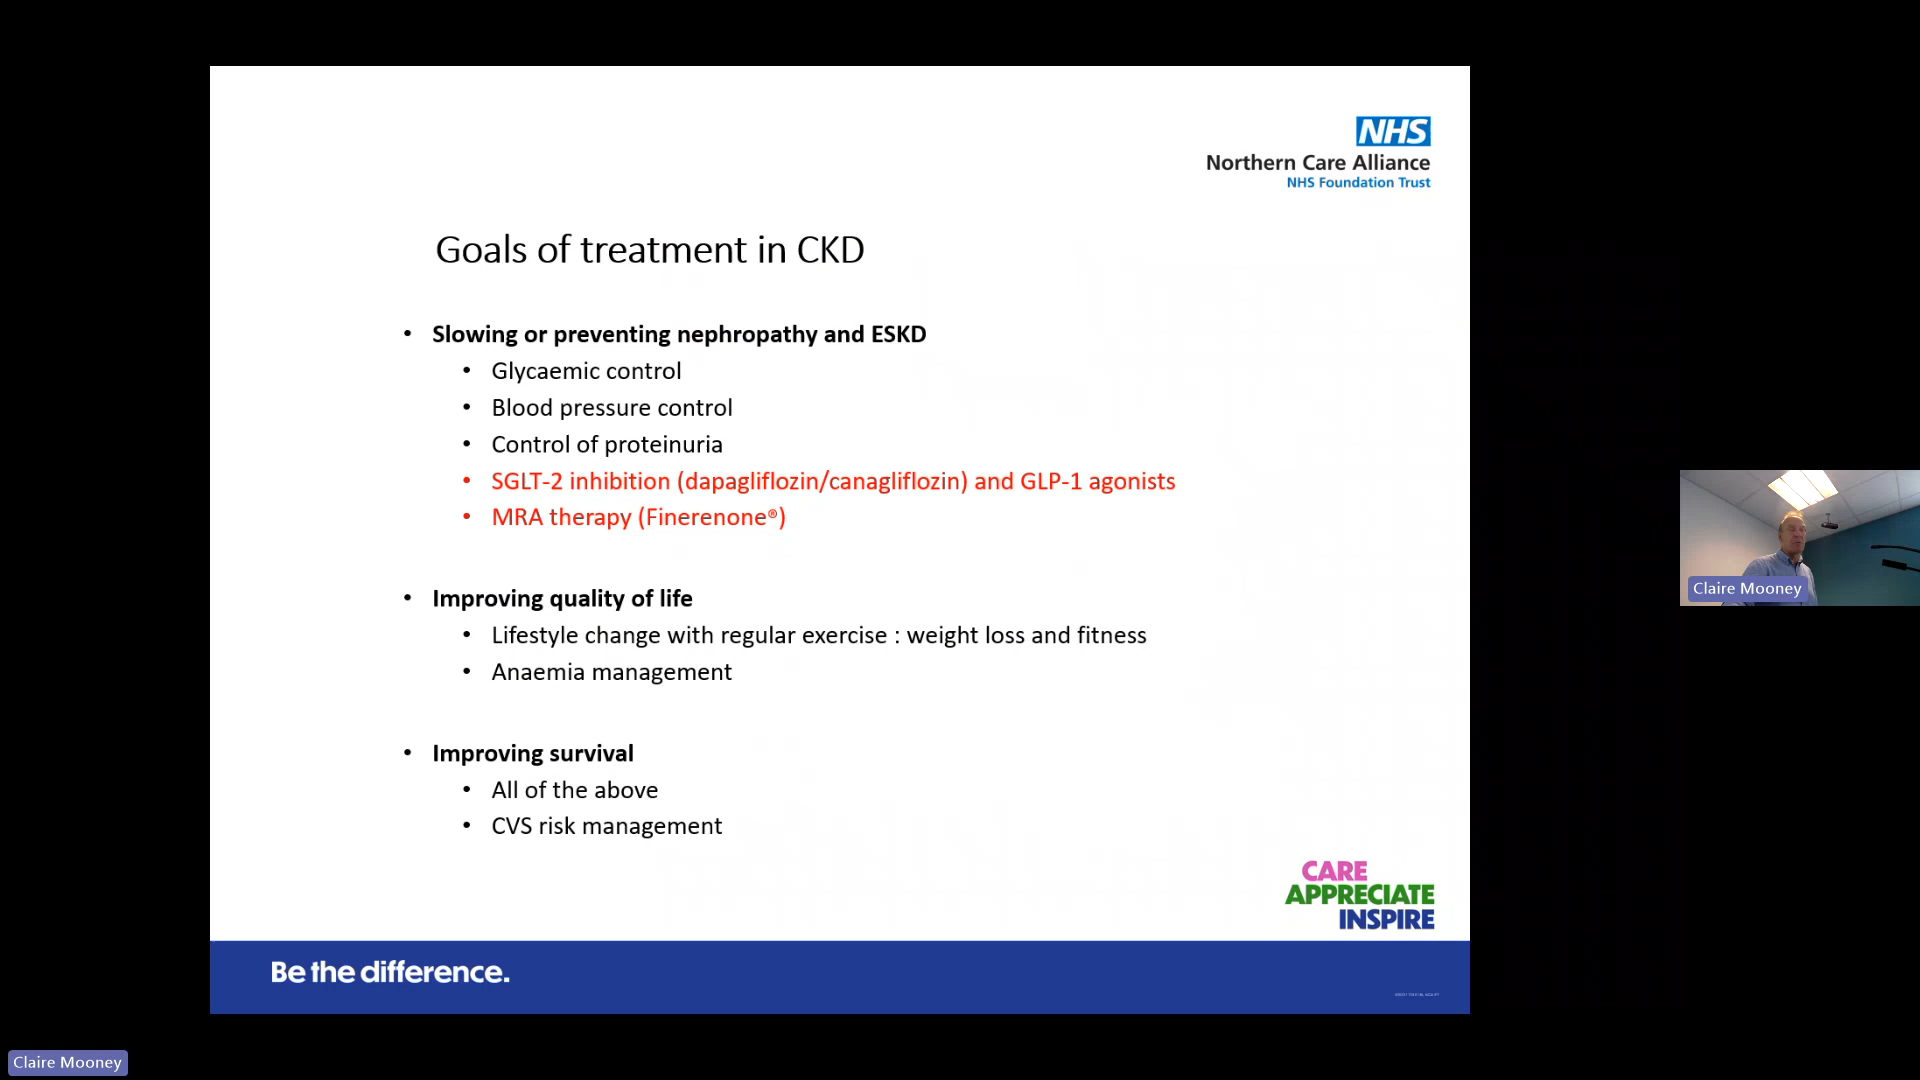 NHS
Northern Care Alliance
NHS Foundation Trust
Goals of treatment in CKD
• Slowing or preventing nephropathy and ESKD
• Glycaemic control
• Blood pressure control
• Control of proteinuria
• SGLT-2 inhibition (dapagliflozin/canagliflozin) and GLP-1 agonists
• MRA therapy (Finerenone®)
• Improving quality of life
• Lifestyle change with regular exercise : weight loss and fitness
• Anaemia management
• Improving survival
• All of the above
• CVS risk management
CARE
APPRECIATE
INSPIRE
Be the difference.
Claire Mooney
Claire Mooney